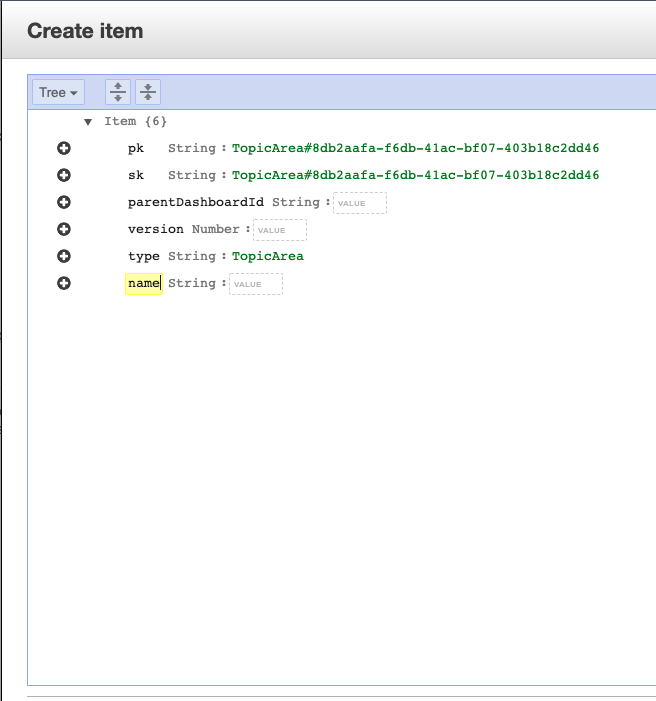 Create item
Tree
Item {6}
pk String : TopicArea#8db2aafa-f6db-41ac-bf07-403b18c2dd46
sk String : TopicArea#8db2aafa-f6db-41ac-bf07-403b18c2dd46
parentDashboardId String : VALUE
version Number : VALUE
type String : TopicArea
name String : VALUE